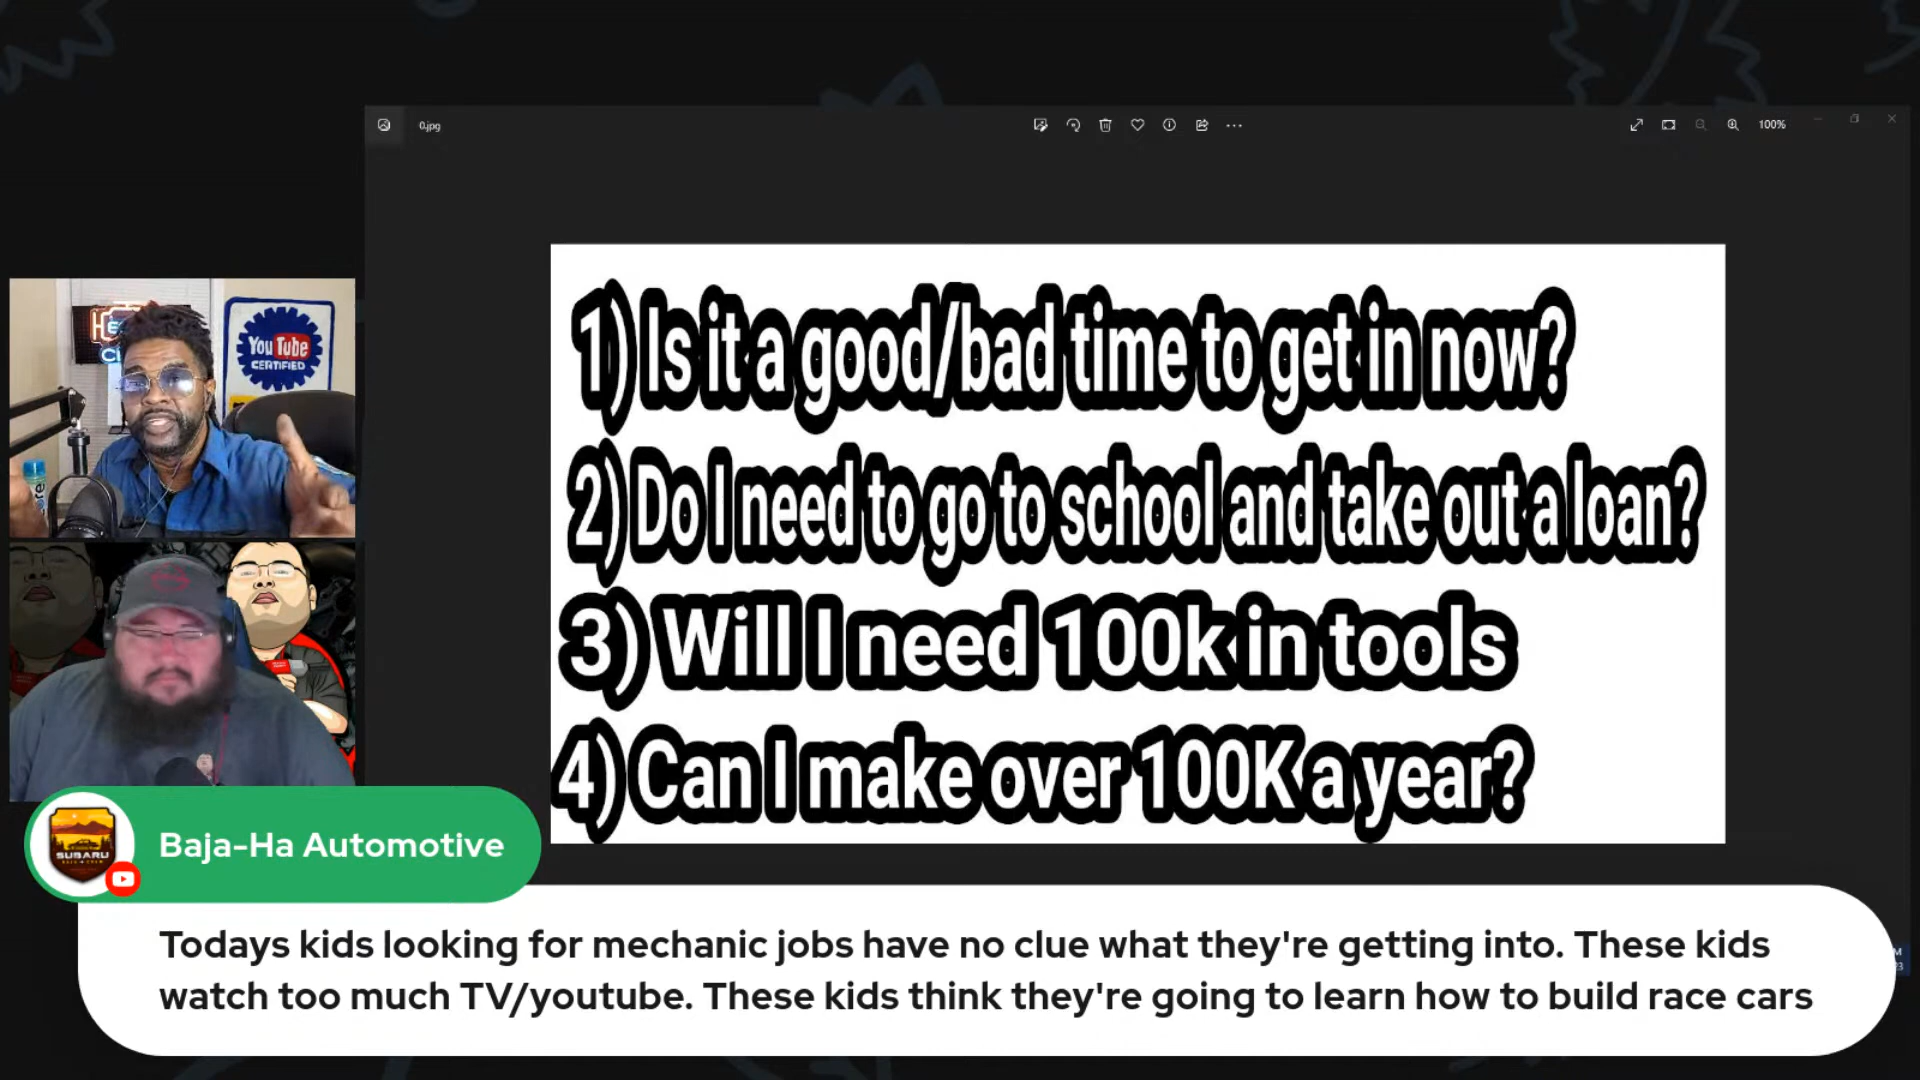 0.jpg
100%
1) Is it a good/bad time to get in now?
2) Do I need to go to school and take out a loan?
3) Will I need 100k in tools
4) Can I make over 100K a year?
YouTube
CERTIFIED
SUBARU
Baja-Ha Automotive
Todays kids looking for mechanic jobs have no clue what they're getting into. These kids
watch too much TV/youtube. These kids think they're going to learn how to build race cars